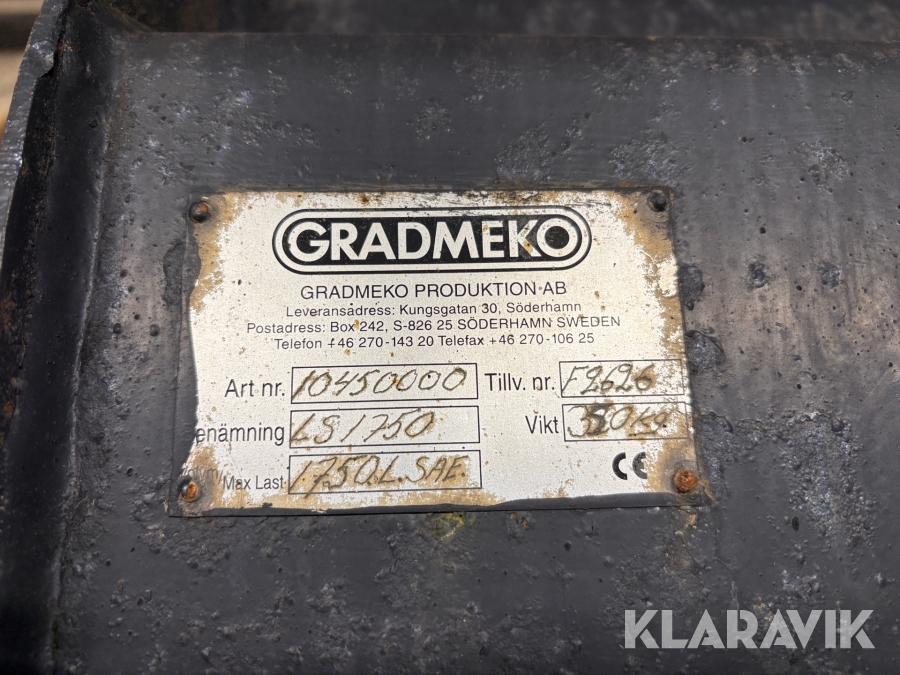 GRADMEKO
GRADMEKO PRODUKTION AB
Leveransadress: Kungsgatan 30, Söderhamn
Postadress: Box 242, S-826 25 SÖDERHAMN SWEDEN
Telefon +46 270-143 20 Telefax +46 270-106 25
Art nr. 10450000 Tillv. nr. F2626
enämning LS1750 Vikt kg
Max Last 1750L. SAE
CE
KLARAVIK